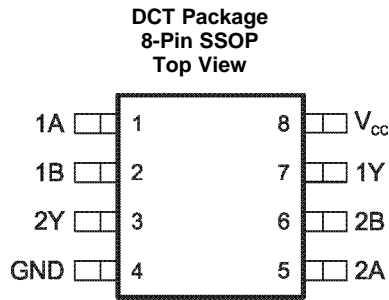 DCT Package
8-Pin SSOP
Top View
1A 1 8 Vcc
1B 2 7 1Y
2Y 3 6 2B
GND 4 5 2A